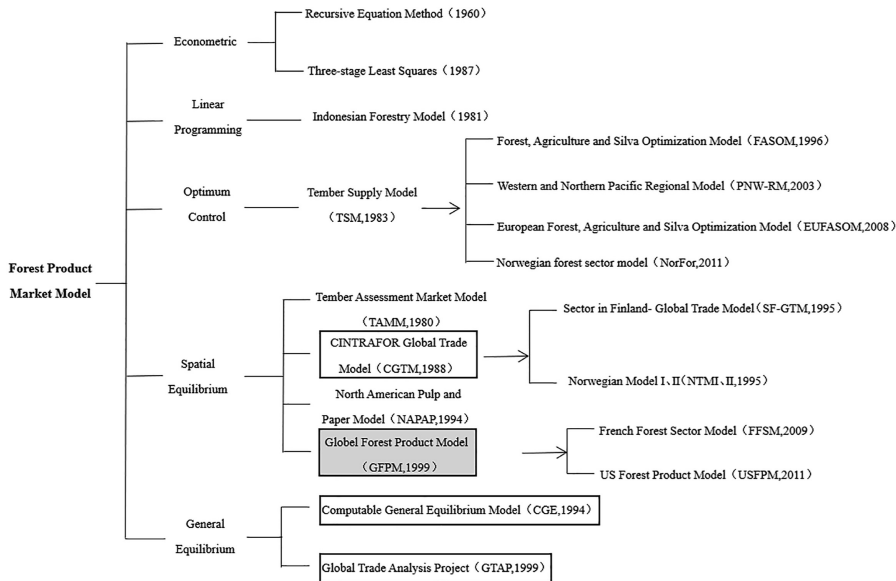 Forest Product
Market Model
Econometric
Recursive Equation Method（1960）
Three-stage Least Squares（1987）
Linear
Programming
Indonesian Forestry Model（1981）
Optimum
Control
Tember Supply Model
（TSM,1983）
Forest, Agriculture and Silva Optimization Model（FASOM,1996）
Western and Northern Pacific Regional Model（PNW-RM,2003）
European Forest, Agriculture and Silva Optimization Model（EUFASOM,2008）
Norwegian forest sector model（NorFor,2011）
Spatial
Equilibrium
Tember Assessment Market Model
（TAMM,1980）
CINTRAFOR Global Trade
Model（CGTM,1988）
Sector in Finland- Global Trade Model(SF-GTM,1995）
Norwegian Model I、II(NTMI、II,1995）
North American Pulp and
Paper Model（NAPAP,1994）
Globel Forest Product Model
（GFPM,1999）
French Forest Sector Model（FFSM,2009）
US Forest Product Model（USFPM,2011）
General
Equilibrium
Computable General Equilibrium Model（CGE,1994）
Global Trade Analysis Project（GTAP,1999）